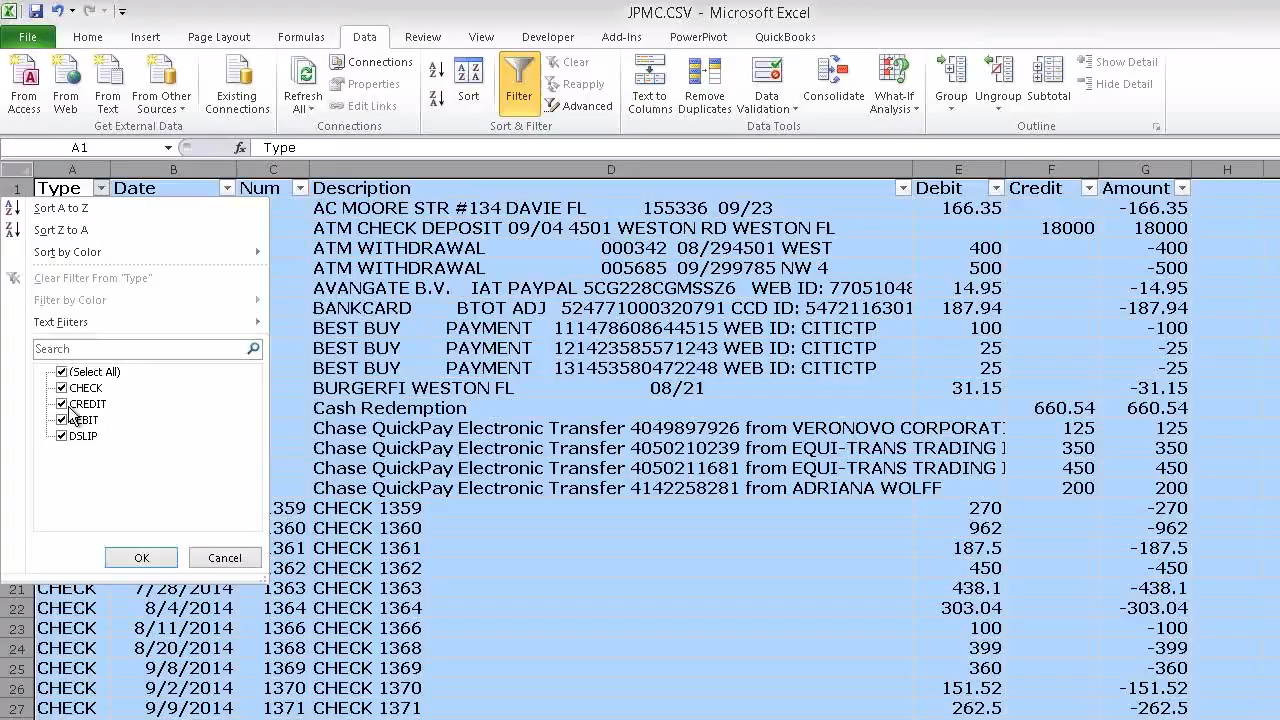 JPMC.CSV - Microsoft Excel
File Home Insert Page Layout Formulas Data Review View Developer Add-Ins PowerPivot QuickBooks
From Access
From Web
From Text
From Other Sources
Existing Connections
Get External Data
Refresh All
Connections
Properties
Edit Links
Connections
Sort
Filter
Clear
Reapply
Advanced
Sort & Filter
Text to Columns
Remove Duplicates
Data Validation
Consolidate
What-If Analysis
Data Tools
Group
Ungroup
Subtotal
Show Detail
Hide Detail
Outline
A1 fx Type
A B C D E F G H I
1 Type Date Num Description Debit Credit Amount
Sort A to Z
Sort Z to A
Sort by Color
Clear Filter From "Type"
Filter by Color
Text Filters
Search
(Select All)
CHECK
CREDIT
DSLIP
OK Cancel
AC MOORE STR #134 DAVIE FL 155336 09/23 166.35 -166.35
ATM CHECK DEPOSIT 09/04 4501 WESTON RD WESTON FL 18000 18000
ATM WITHDRAWAL 000342 08/294501 WEST 400 -400
ATM WITHDRAWAL 005685 09/299785 NW 4 500 -500
AVANGATE B.V. IAT PAYPAL 5CG228CGMSSZ6 WEB ID: 77051048 14.95 -14.95
BANKCARD BTOT ADJ 524771000320791 CCD ID: 5472116301 187.94 -187.94
BEST BUY PAYMENT 111478608644515 WEB ID: CITICTP 100 -100
BEST BUY PAYMENT 121423585571243 WEB ID: CITICTP 25 -25
BEST BUY PAYMENT 131453580472248 WEB ID: CITICTP 25 -25
BURGERFI WESTON FL 08/21 31.15 -31.15
Cash Redemption 660.54 660.54
Chase QuickPay Electronic Transfer 4049897926 from VERONOVO CORPORATI 125 125
Chase QuickPay Electronic Transfer 4050210239 from EQUI-TRANS TRADING I 350 350
Chase QuickPay Electronic Transfer 4050211681 from EQUI-TRANS TRADING I 450 450
Chase QuickPay Electronic Transfer 4142258281 from ADRIANA WOLFF 200 200
1359 CHECK 1359 270 -270
1360 CHECK 1360 962 -962
1361 CHECK 1361 187.5 -187.5
1362 CHECK 1362 450 -450
21 CHECK 7/28/2014 1363 CHECK 1363 438.1 -438.1
22 CHECK 8/4/2014 1364 CHECK 1364 303.04 -303.04
23 CHECK 8/11/2014 1366 CHECK 1366 100 -100
24 CHECK 8/20/2014 1368 CHECK 1368 399 -399
25 CHECK 9/8/2014 1369 CHECK 1369 360 -360
26 CHECK 9/2/2014 1370 CHECK 1370 151.52 -151.52
27 CHECK 9/9/2014 1371 CHECK 1371 262.5 -262.5